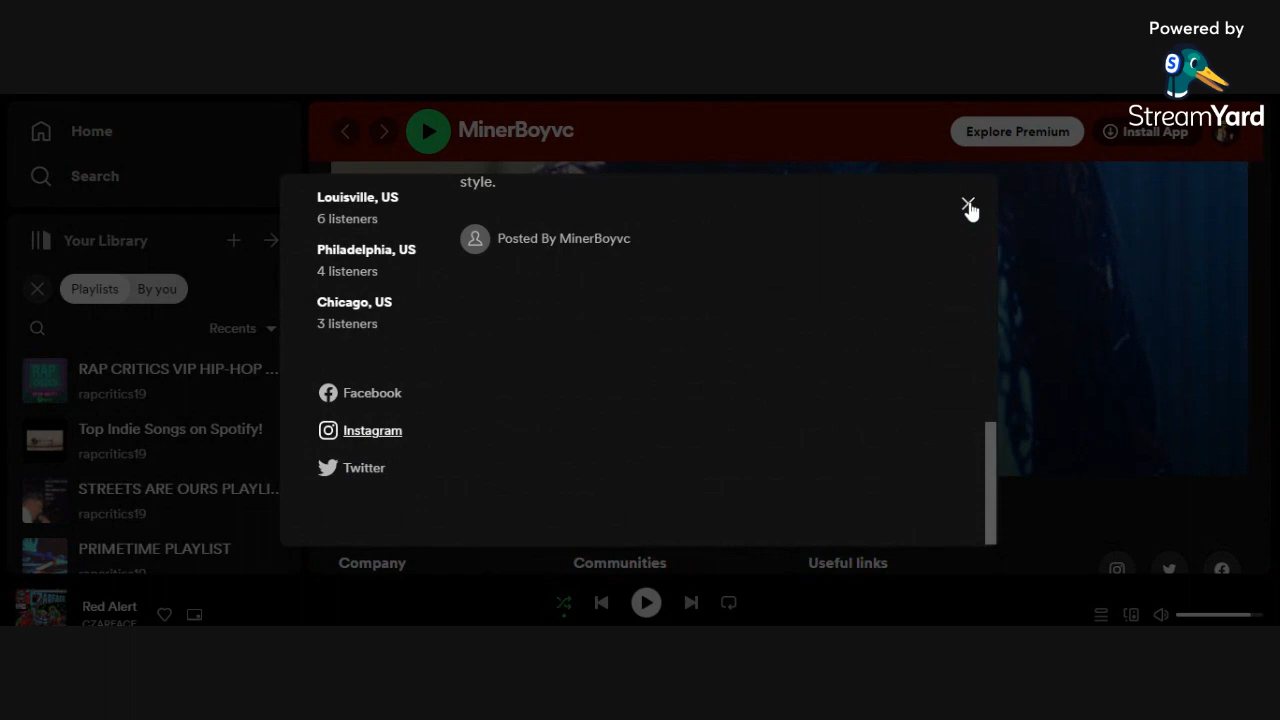 Powered by
StreamYard
Home
Search
Your Library
Playlists
By you
Recents
RAP CRITICS VIP HIP-HOP ...
rapcritics19
Top Indie Songs on Spotify!
rapcritics19
STREETS ARE OURS PLAYLI...
rapcritics19
PRIMETIME PLAYLIST
rapcritics19
MinerBoyvc
Explore Premium
Install App
Louisville, US
6 listeners
Philadelphia, US
4 listeners
Chicago, US
3 listeners
Facebook
Instagram
Twitter
style.
Posted By MinerBoyvc
Company
Communities
Useful links
Red Alert
CZARFACE